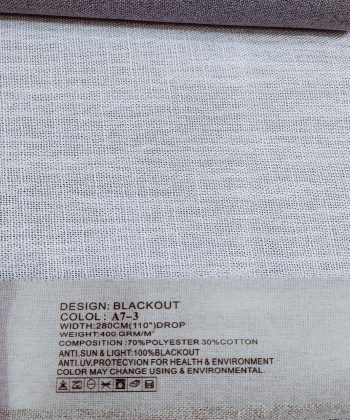 DESIGN: BLACKOUT
COLOL : A7-3
WIDTH:280CM(110")DROP
WEIGHT:400 GRM/M²
COMPOSITION :70%POLYESTER 30%COTTON
ANTI.SUN & LIGHT:100%BLACKOUT
ANTI.UV.PROTECYION FOR HEALTH & ENVIRONMENT
COLOR MAY CHANGE USING & ENVIRONMENTAL.